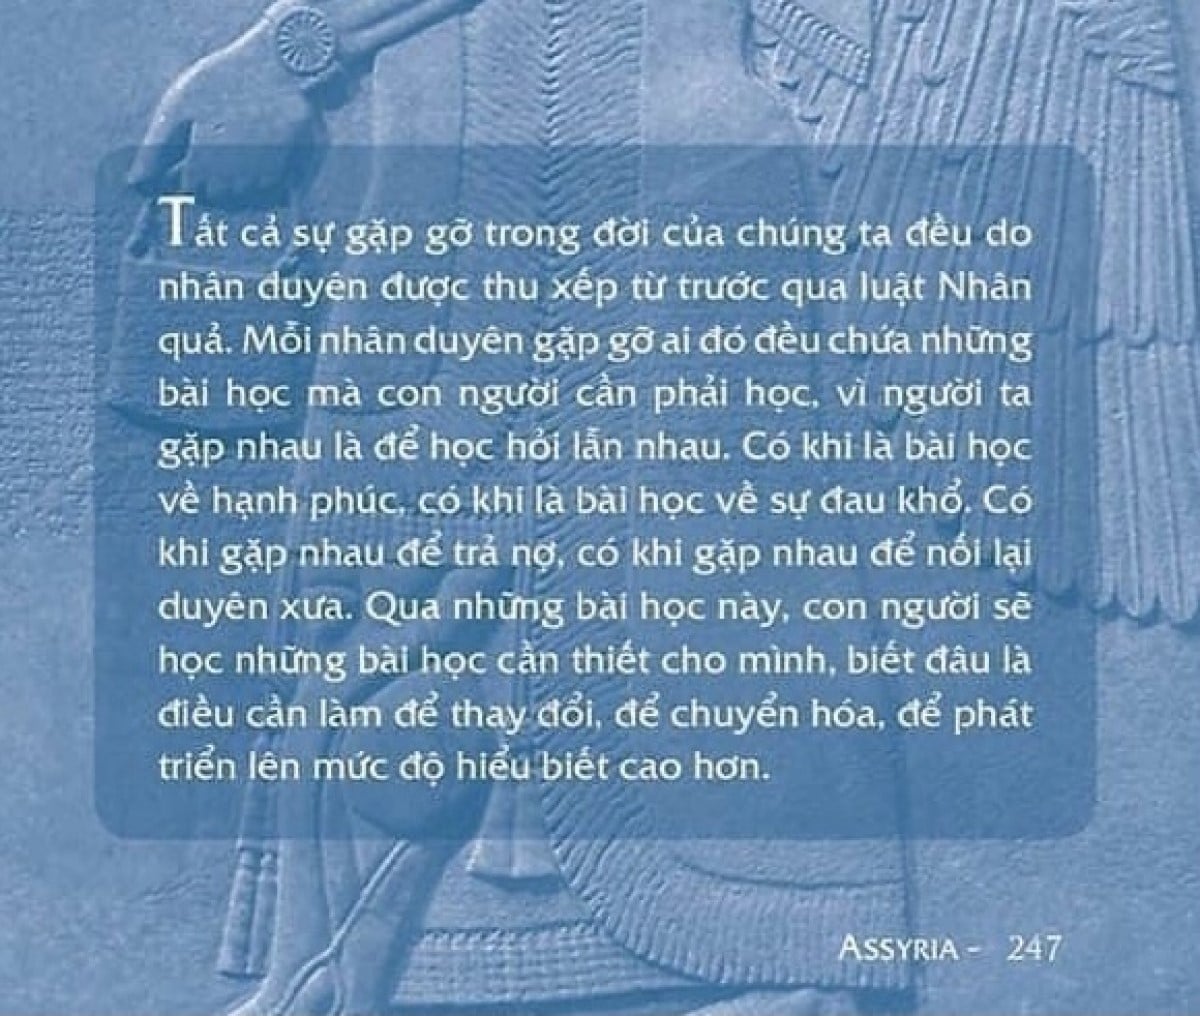 Tất cả sự gặp gỡ trong đời của chúng ta đều do
nhân duyên được thu xếp từ trước qua luật Nhân
quả. Mỗi nhân duyên gặp gỡ ai đó đều chứa những
bài học mà con người cần phải học, vì người ta
gặp nhau là để học hỏi lẫn nhau. Có khi là bài học
về hạnh phúc, có khi là bài học về sự đau khổ. Có
khi gặp nhau để trả nợ, có khi gặp nhau để nối lại
duyên xưa. Qua những bài học này, con người sẽ
học những bài học cần thiết cho mình, biết đâu là
điều cần làm để thay đổi, để chuyển hóa, để phát
triển lên mức độ hiểu biết cao hơn.
ASSYRIA - 247